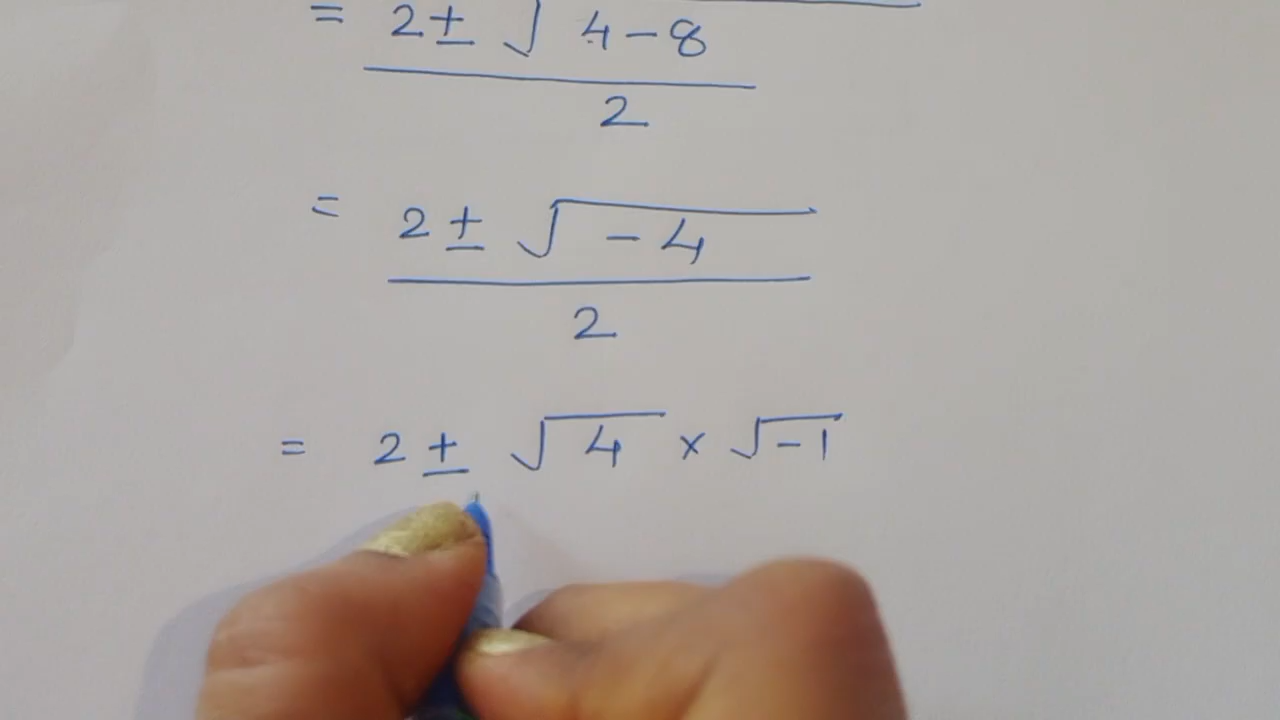 = 2 ± √ 4 - 8
2
= 2 ± √ - 4
2
= 2 ± √4 × √-1